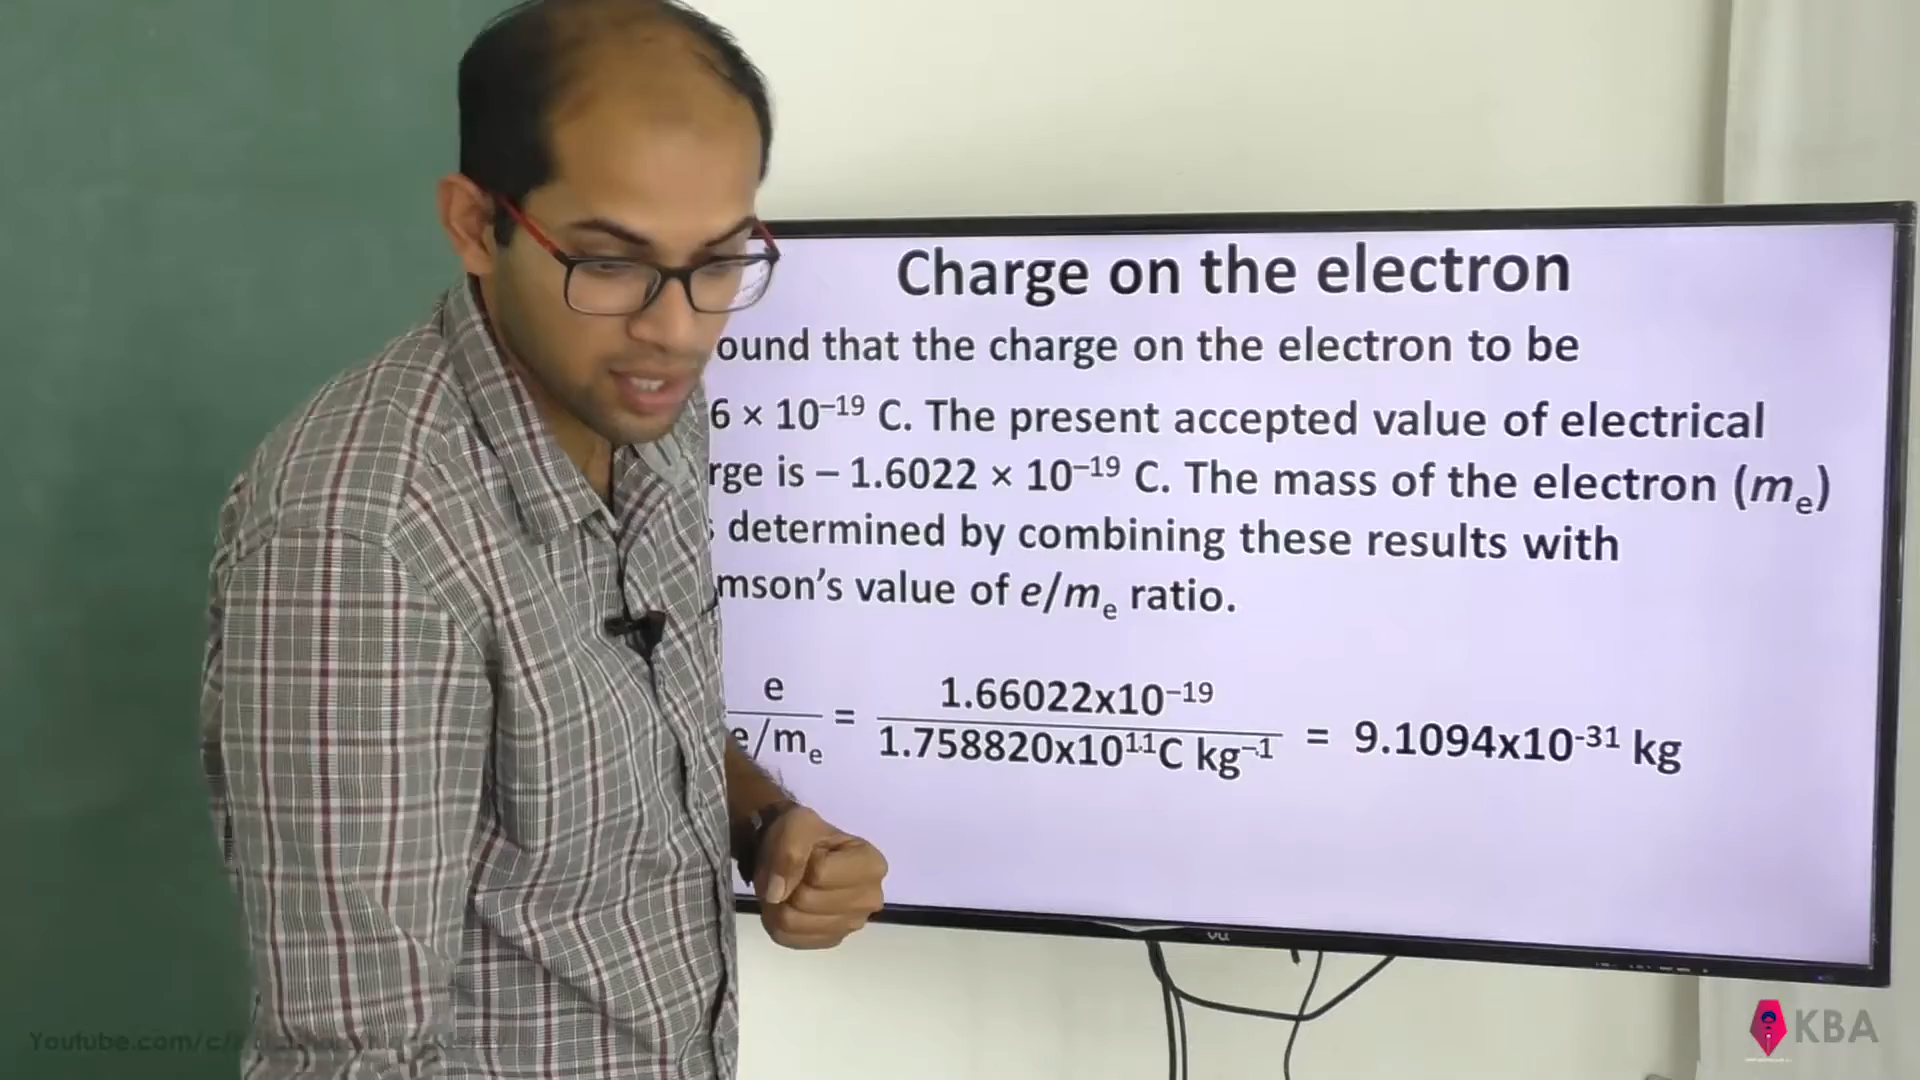 Charge on the electron
ound that the charge on the electron to be
6 × 10⁻¹⁹ C. The present accepted value of electrical
rge is – 1.6022 × 10⁻¹⁹ C. The mass of the electron (mₑ)
determined by combining these results with
mson’s value of e/mₑ ratio.
e/(e/mₑ) = 1.66022x10⁻¹⁹/1.758820x10¹¹C kg⁻¹ = 9.1094x10⁻³¹ kg
KBA
Youtube.com/c/